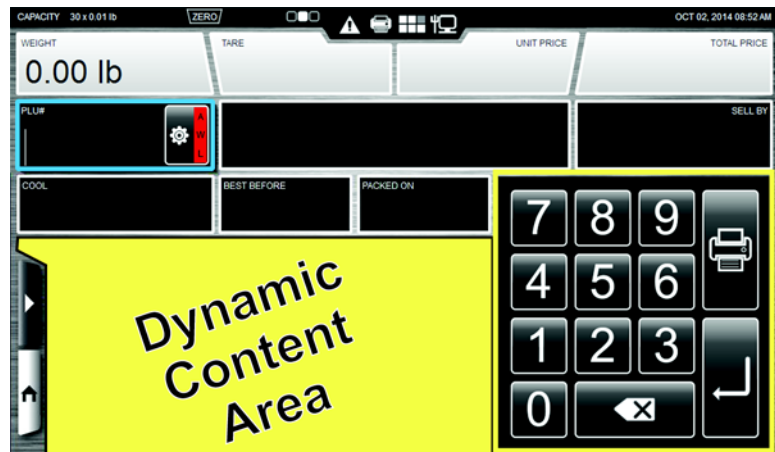 CAPACITY 30 x 0.01 lb ZERO OCT 02, 2014 08:52 AM
WEIGHT TARE UNIT PRICE TOTAL PRICE
0.00 lb
PLU# SELL BY
A
W
L
COOL BEST BEFORE PACKED ON
7 8 9
4 5 6
1 2 3
0
Dynamic
Content
Area